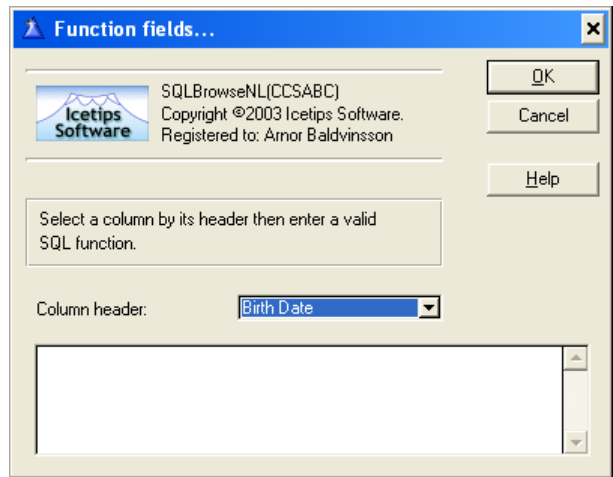 Function fields...
OK
Cancel
Help
Icetips
Software
SQLBrowseNL(CCSABC)
Copyright ©2003 Icetips Software.
Registered to: Arnor Baldvinsson
Select a column by its header then enter a valid
SQL function.
Column header:
Birth Date